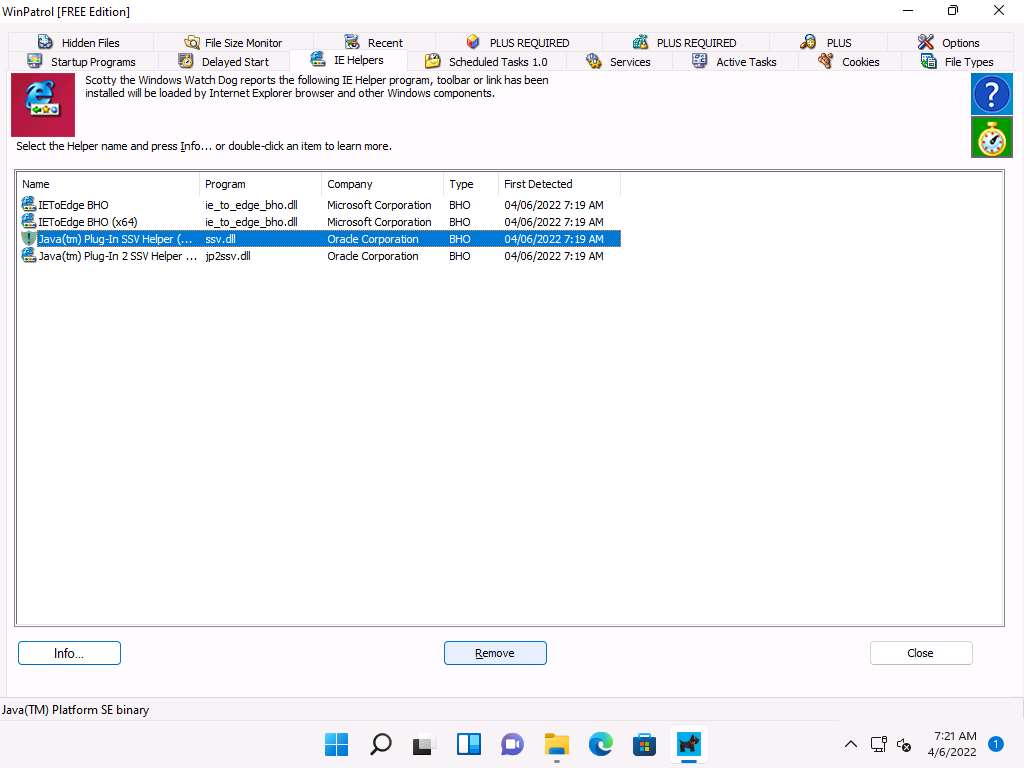 WinPatrol [FREE Edition]
Hidden Files File Size Monitor Recent PLUS REQUIRED PLUS REQUIRED PLUS Options
Startup Programs Delayed Start IE Helpers Scheduled Tasks 1.0 Services Active Tasks Cookies File Types
Scotty the Windows Watch Dog reports the following IE Helper program, toolbar or link has been
installed will be loaded by Internet Explorer browser and other Windows components.
Select the Helper name and press Info... or double-click an item to learn more.
Name Program Company Type First Detected
IEToEdge BHO ie_to_edge_bho.dll Microsoft Corporation BHO 04/06/2022 7:19 AM
IEToEdge BHO (x64) ie_to_edge_bho.dll Microsoft Corporation BHO 04/06/2022 7:19 AM
Java(tm) Plug-In SSV Helper (... ssv.dll Oracle Corporation BHO 04/06/2022 7:19 AM
Java(tm) Plug-In 2 SSV Helper ... jp2ssv.dll Oracle Corporation BHO 04/06/2022 7:19 AM
Info... Remove Close
Java(TM) Platform SE binary
7:21 AM
4/6/2022
1